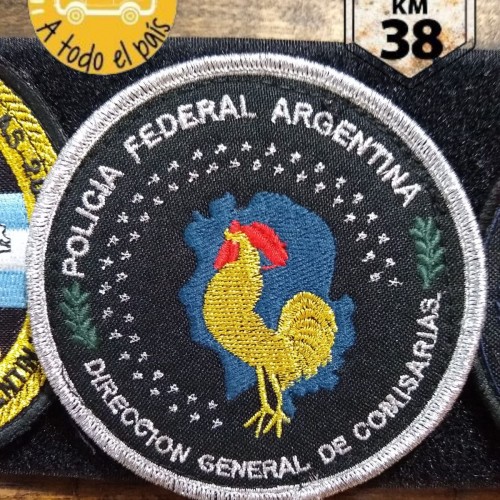 A todo el país
KM
38
POLICIA FEDERAL ARGENTINA
DIRECCION GENERAL DE COMISARIAS